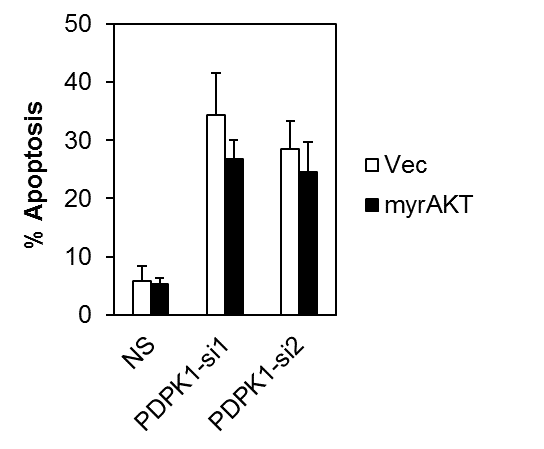 50
40
30
20
10
0
% Apoptosis
NS
PDPK1-si1
PDPK1-si2
Vec
myrAKT